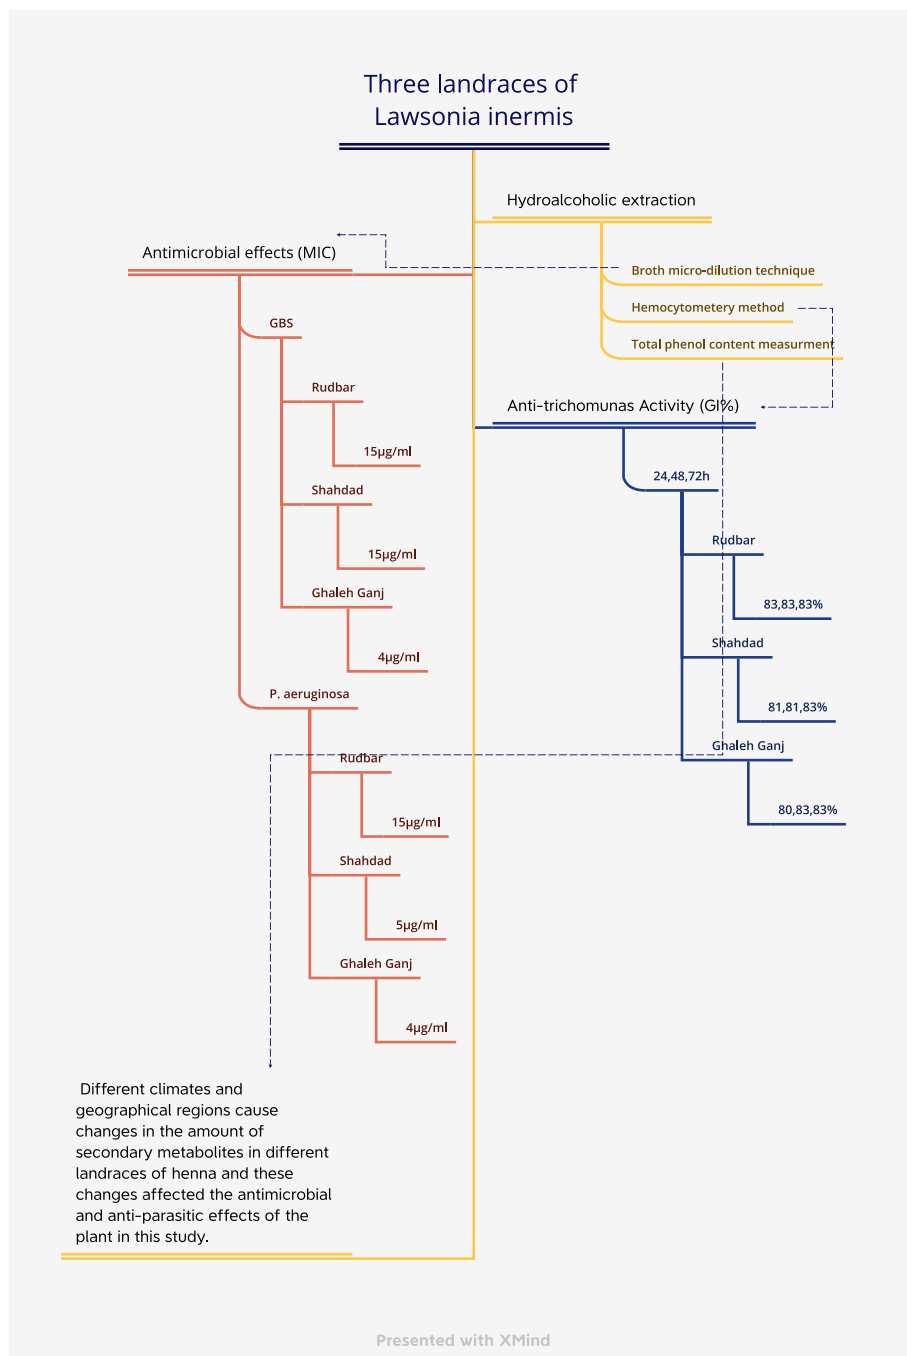 Three landraces of
Lawsonia inermis
Hydroalcoholic extraction
Broth micro-dilution technique
Hemocytometery method
Total phenol content measurment
Antimicrobial effects (MIC)
GBS
Rudbar
15µg/ml
Shahdad
15µg/ml
Ghaleh Ganj
4µg/ml
P. aeruginosa
Rudbar
15µg/ml
Shahdad
5µg/ml
Ghaleh Ganj
4µg/ml
Anti-trichomunas Activity (GI%)
24,48,72h
Rudbar
83,83,83%
Shahdad
81,81,83%
Ghaleh Ganj
80,83,83%
Different climates and
geographical regions cause
changes in the amount of
secondary metabolites in different
landraces of henna and these
changes affected the antimicrobial
and anti-parasitic effects of the
plant in this study.
Presented with XMind